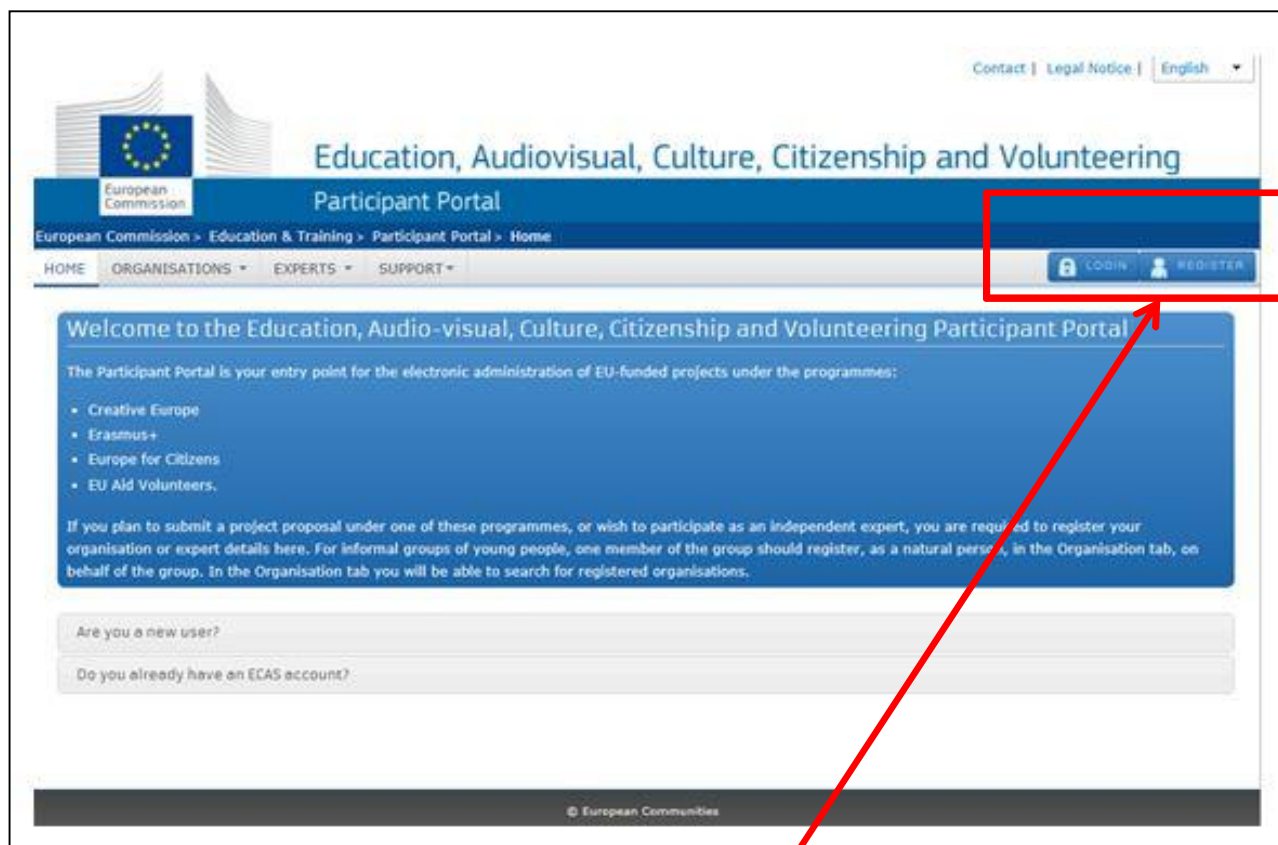 Contact | Legal Notice | English
Education, Audiovisual, Culture, Citizenship and Volunteering
European
Commission
Participant Portal
European Commission > Education & Training > Participant Portal > Home
HOME ORGANISATIONS EXPERTS SUPPORT LOGIN REGISTER
Welcome to the Education, Audio-visual, Culture, Citizenship and Volunteering Participant Portal
The Participant Portal is your entry point for the electronic administration of EU-funded projects under the programmes:
• Creative Europe
• Erasmus+
• Europe for Citizens
• EU Aid Volunteers.
If you plan to submit a project proposal under one of these programmes, or wish to participate as an independent expert, you are required to register your
organisation or expert details here. For informal groups of young people, one member of the group should register, as a natural person, in the Organisation tab, on
behalf of the group. In the Organisation tab you will be able to search for registered organisations.
Are you a new user?
Do you already have an ECAS account?
© European Communities